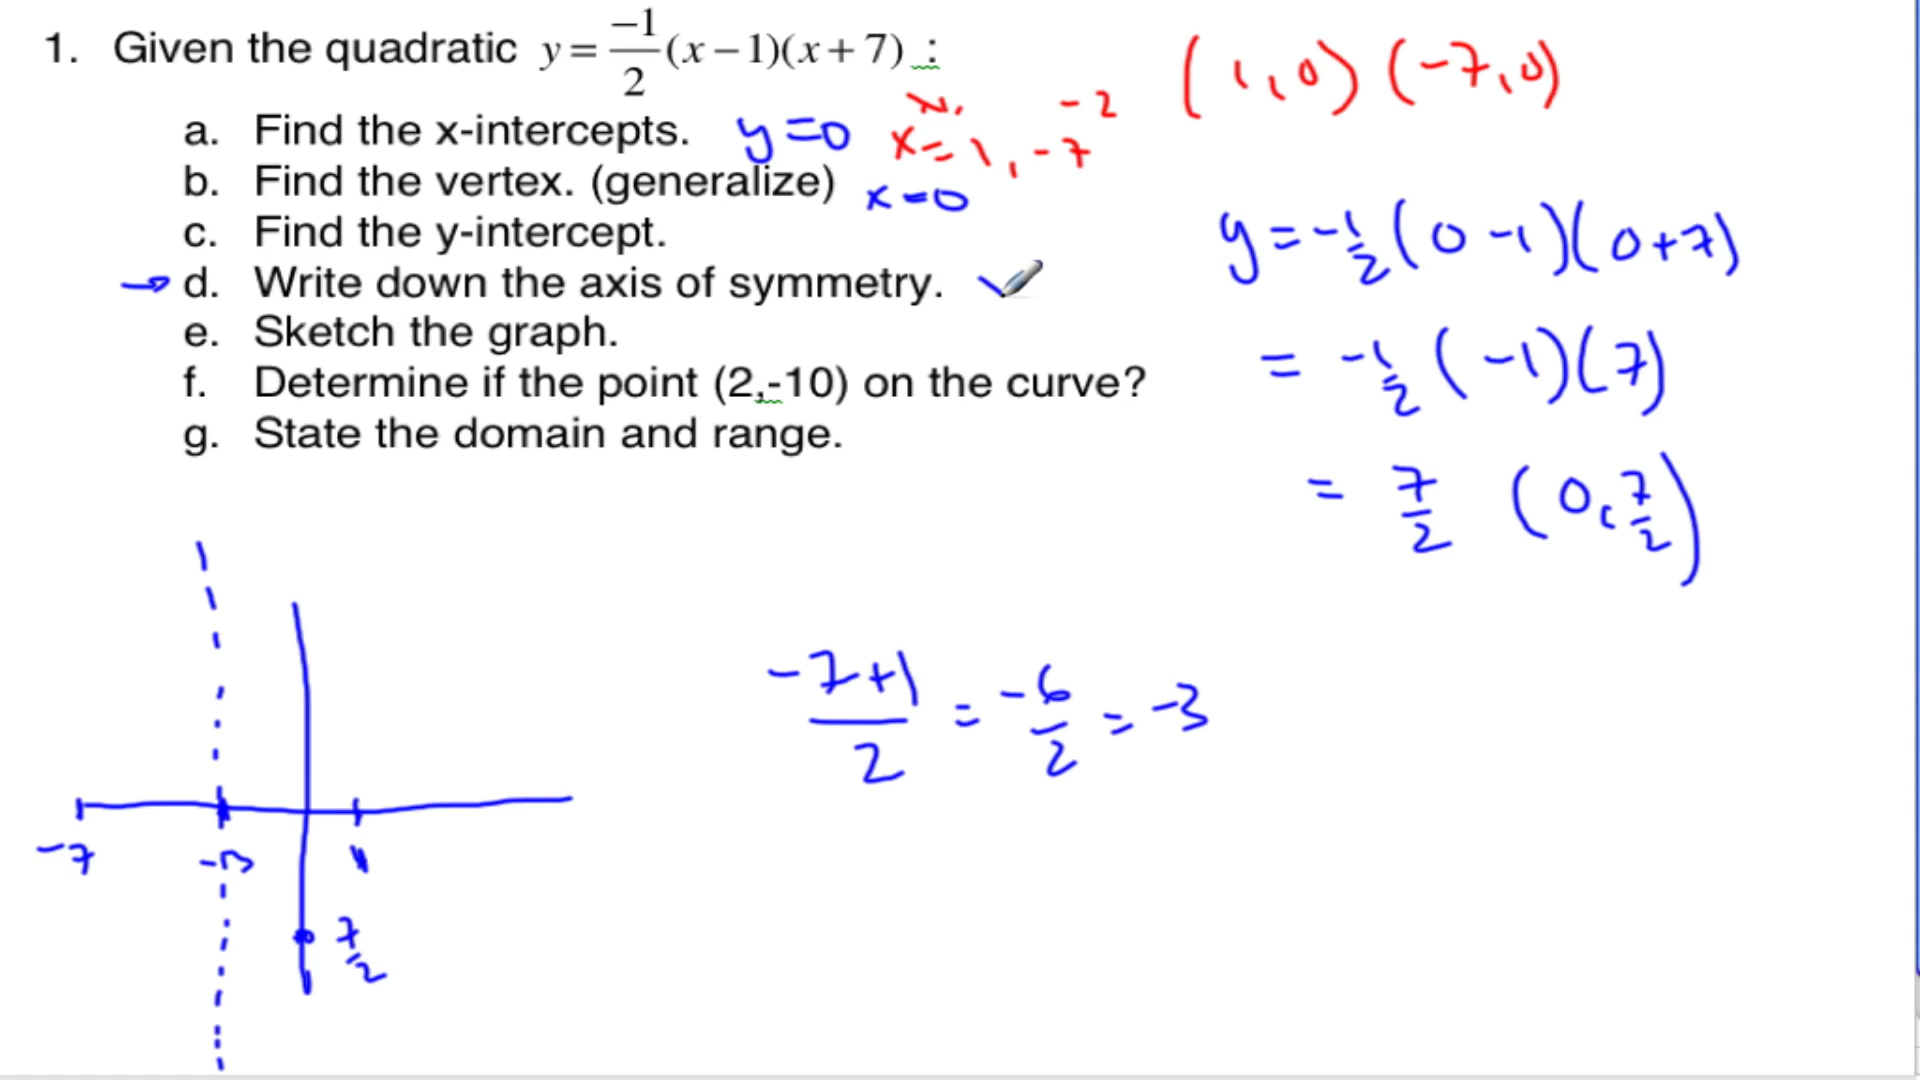 1. Given the quadratic y = -1/2 (x - 1)(x + 7) :
(1,0) (-7,0)
a. Find the x-intercepts. y=0 x=1, -7
-2
b. Find the vertex. (generalize) x=0
c. Find the y-intercept.
y = -1/2 (0-1)(0+7)
→ d. Write down the axis of symmetry. ✓
e. Sketch the graph.
= -1/2 (-1)(7)
f. Determine if the point (2,-10) on the curve?
g. State the domain and range.
= 7/2 (0, 7/2)
-7+1/2 = -6/2 = -3
-7 -3 1
7/2